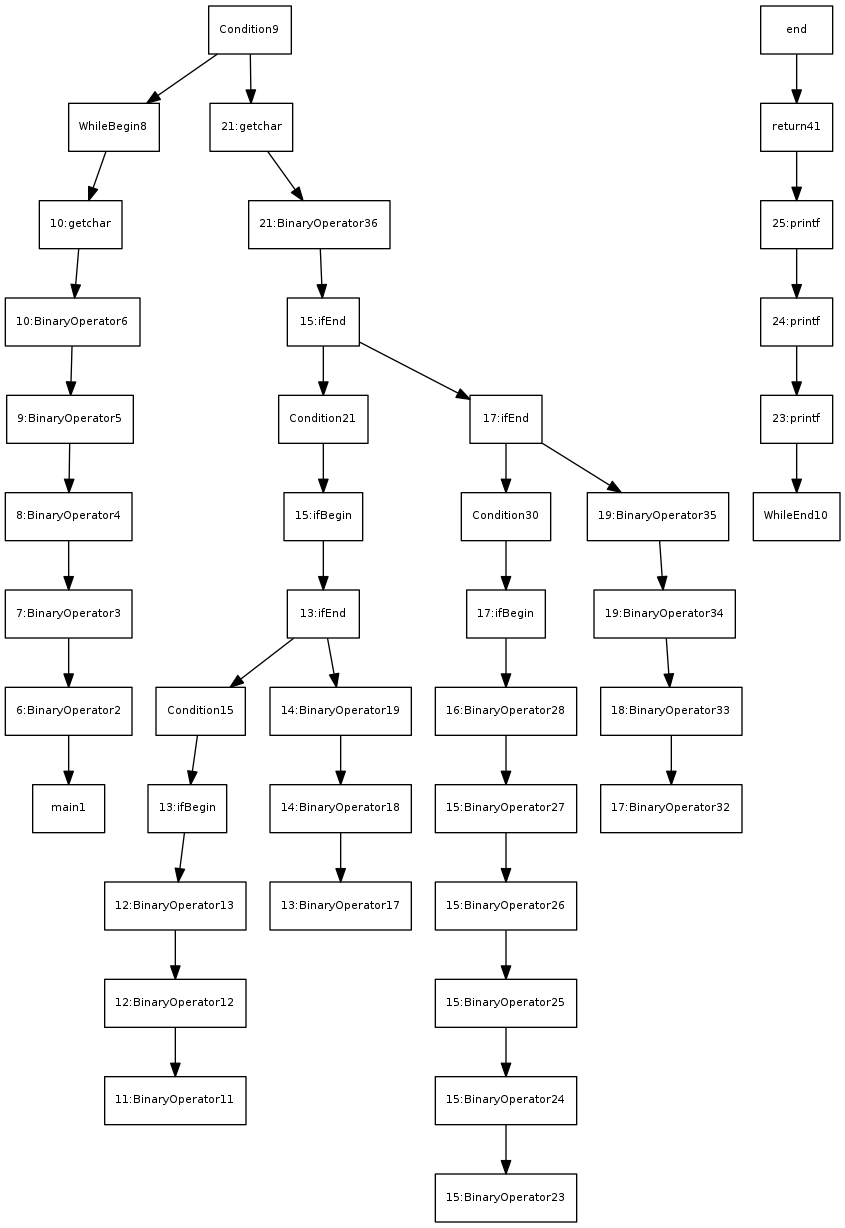 Condition9
end
WhileBegin8
21:getchar
return41
10:getchar
21:BinaryOperator36
25:printf
10:BinaryOperator6
15:ifEnd
24:printf
9:BinaryOperator5
Condition21
17:ifEnd
23:printf
8:BinaryOperator4
15:ifBegin
Condition30
19:BinaryOperator35
WhileEnd10
7:BinaryOperator3
13:ifEnd
17:ifBegin
19:BinaryOperator34
6:BinaryOperator2
Condition15
14:BinaryOperator19
16:BinaryOperator28
18:BinaryOperator33
main1
13:ifBegin
14:BinaryOperator18
15:BinaryOperator27
17:BinaryOperator32
12:BinaryOperator13
13:BinaryOperator17
15:BinaryOperator26
12:BinaryOperator12
15:BinaryOperator25
11:BinaryOperator11
15:BinaryOperator24
15:BinaryOperator23